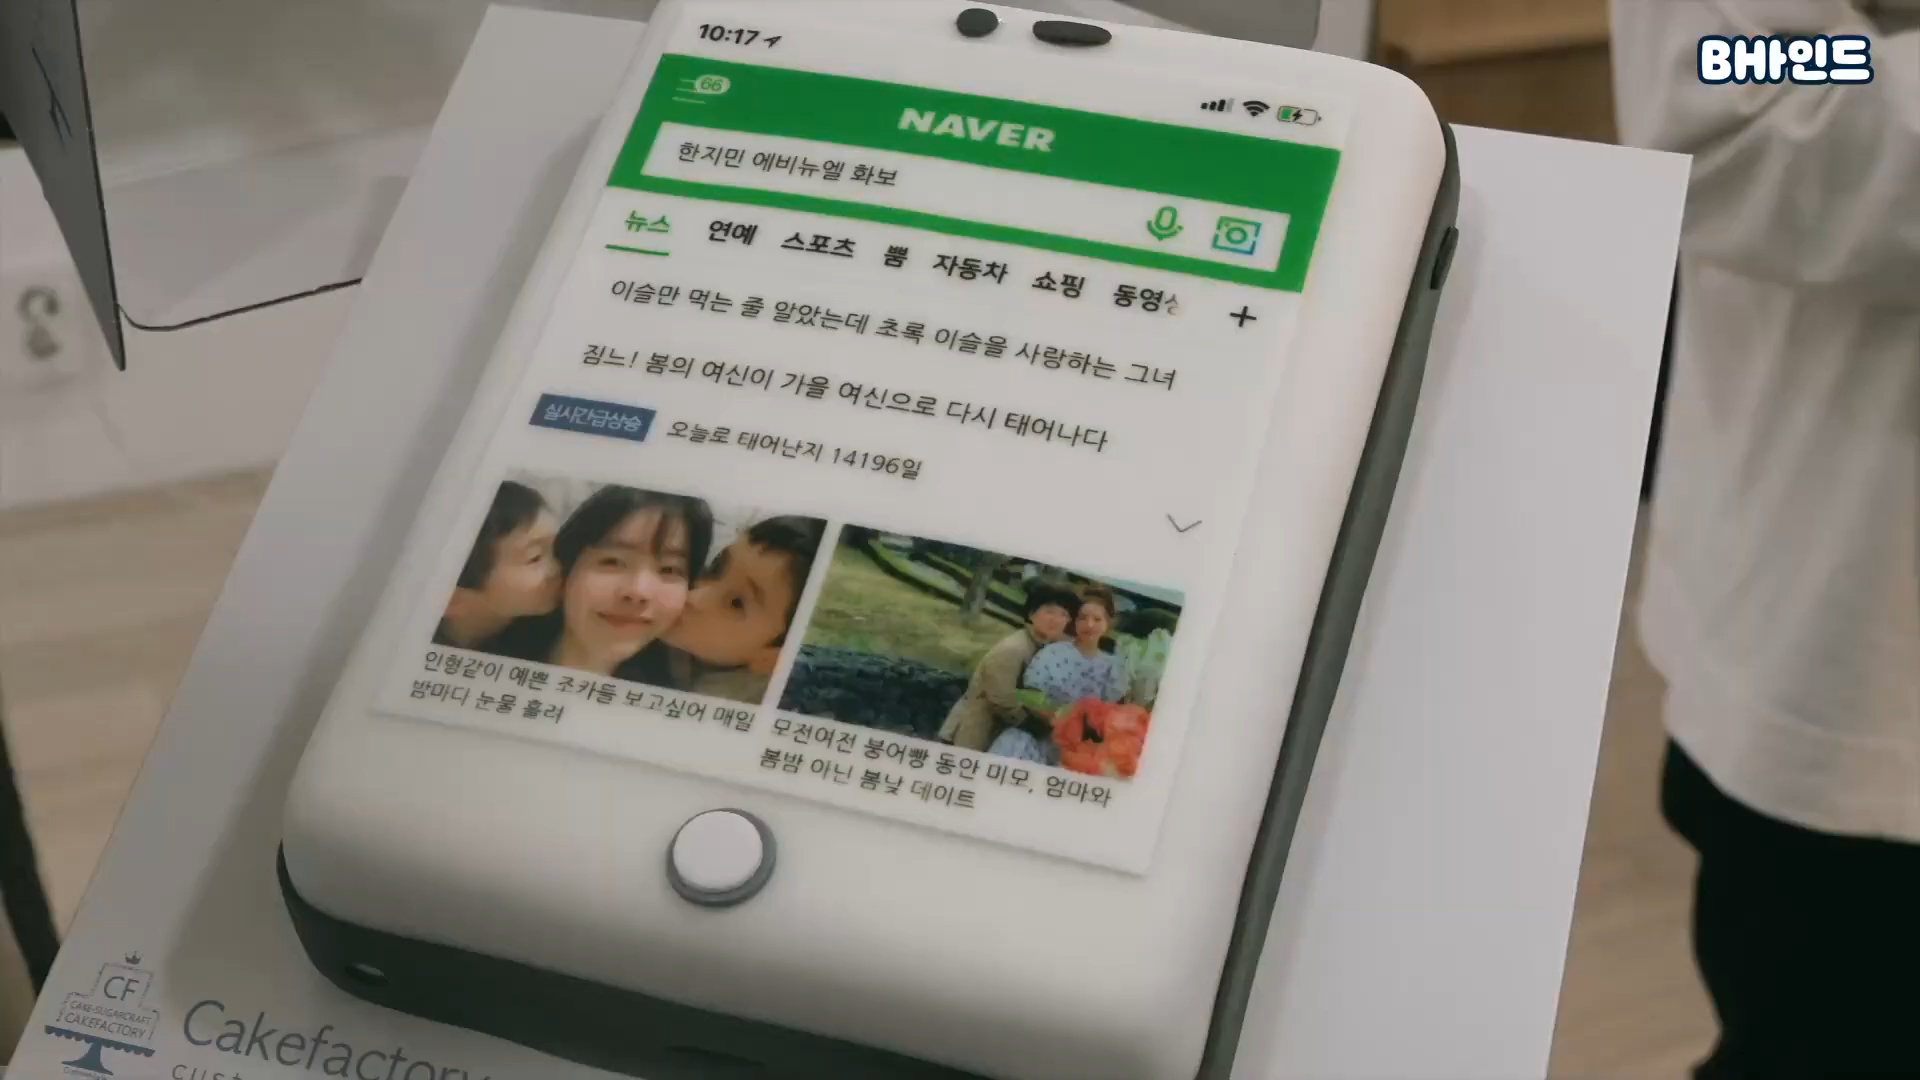 BH바인드
10:17
66
NAVER
한지민 에비뉴엘 화보
뉴스 연예 스포츠 뿜 자동차 쇼핑 동영상
이슬만 먹는 줄 알았는데 초록 이슬을 사랑하는 그녀
짐느! 봄의 여신이 가을 여신으로 다시 태어나다
실시간급상승 오늘로 태어난지 14196일
인형같이 예쁜 조카들 보고싶어 매일
밤마다 눈물 흘려
모전여전 붕어빵 동안 미모, 엄마와
봄밤 아닌 봄낮 데이트
CF
CAKE·SUGARCRAFT
CAKEFACTORY
Cakefactory